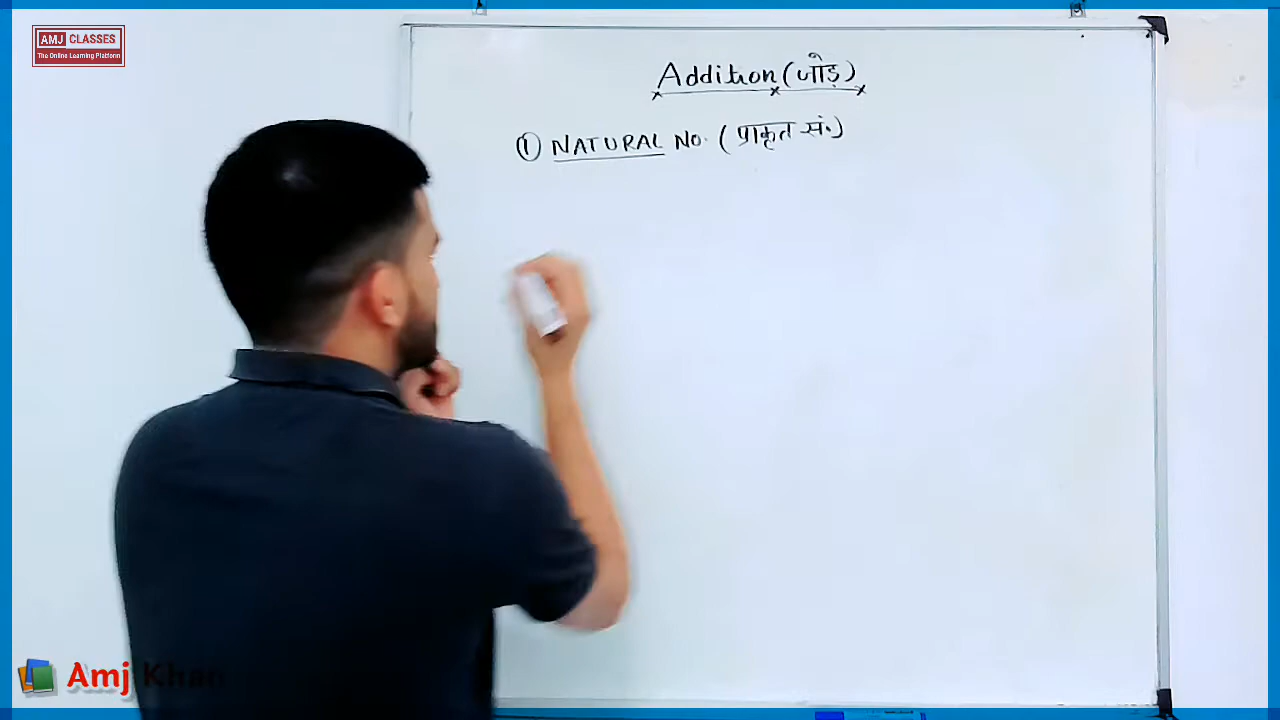 AMJ CLASSES
The Online Learning Platform
Addition (जोड़)
① NATURAL No. (प्राकृत सं.)
Amj Khan